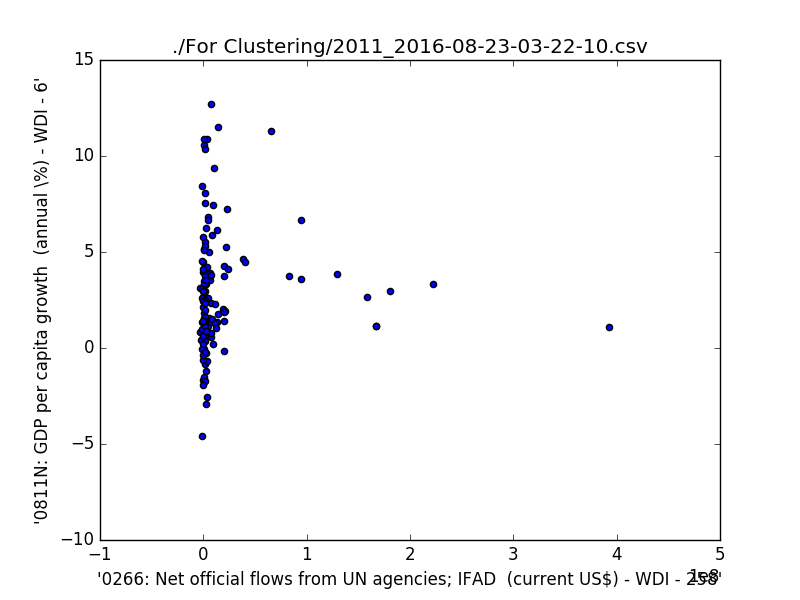 ./For Clustering/2011_2016-08-23-03-22-10.csv
15
10
5
0
−5
−10
'0811N: GDP per capita growth (annual \%) - WDI - 6'
−1 0 1 2 3 4 5
1e8
'0266: Net official flows from UN agencies; IFAD (current US$) - WDI - 258'